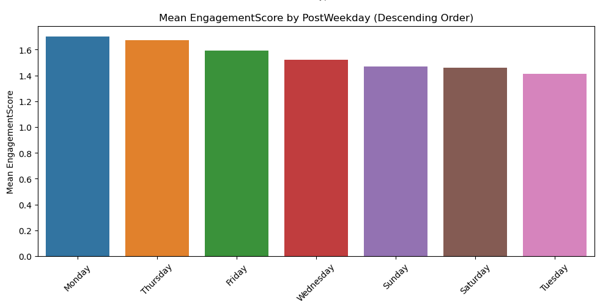 Mean EngagementScore by PostWeekday (Descending Order)
Mean EngagementScore
1.6
1.4
1.2
1.0
0.8
0.6
0.4
0.2
0.0
Monday
Thursday
Friday
Wednesday
Sunday
Saturday
Tuesday